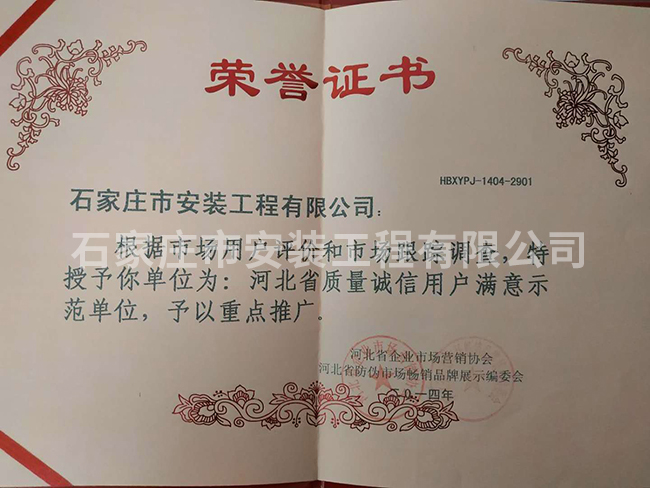 荣誉证书
HBXYPJ-1404-2901
石家庄市安装工程有限公司：
根据市场用户评价和市场跟踪调查，特
授予你单位为：河北省质量诚信用户满意示
范单位，予以重点推广。
石家庄市安装工程有限公司
河北省企业市场营销协会
河北省防伪市场畅销品牌展示编委会
二〇一四年